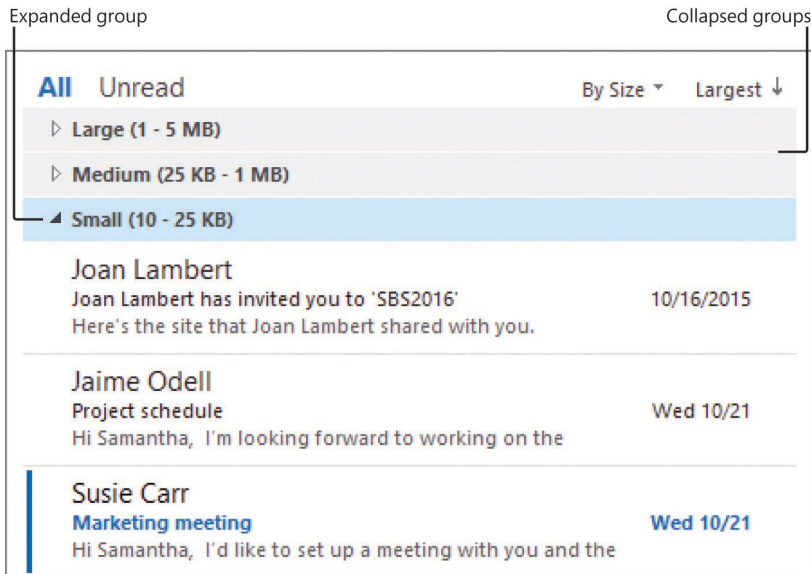 Expanded group Collapsed groups
All Unread By Size Largest ↓
Large (1 - 5 MB)
Medium (25 KB - 1 MB)
Small (10 - 25 KB)
Joan Lambert
Joan Lambert has invited you to 'SBS2016' 10/16/2015
Here's the site that Joan Lambert shared with you.
Jaime Odell
Project schedule Wed 10/21
Hi Samantha, I'm looking forward to working on the
Susie Carr
Marketing meeting Wed 10/21
Hi Samantha, I'd like to set up a meeting with you and the